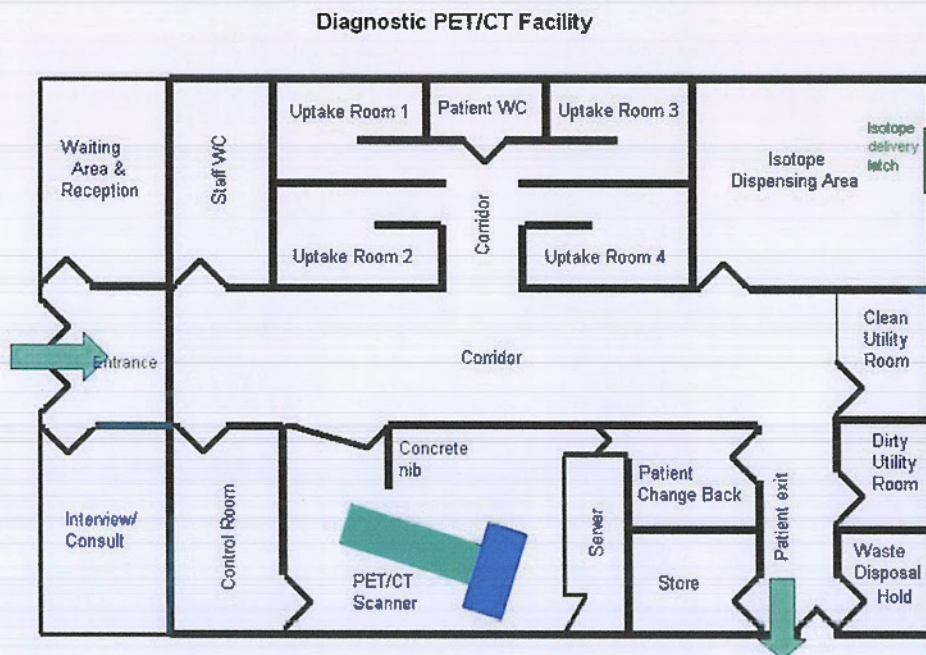 Diagnostic PET/CT Facility
Waiting
Area &
Reception
Staff WC
Uptake Room 1
Patient WC
Uptake Room 3
Isotope
Dispensing Area
Isotope
delivery
latch
Uptake Room 2
Corridor
Uptake Room 4
Entrance
Corridor
Clean
Utility
Room
Interview/
Consult
Control Room
Concrete
nib
PET/CT
Scanner
Server
Patient
Change Back
Store
Patient exit
Dirty
Utility
Room
Waste
Disposal
Hold